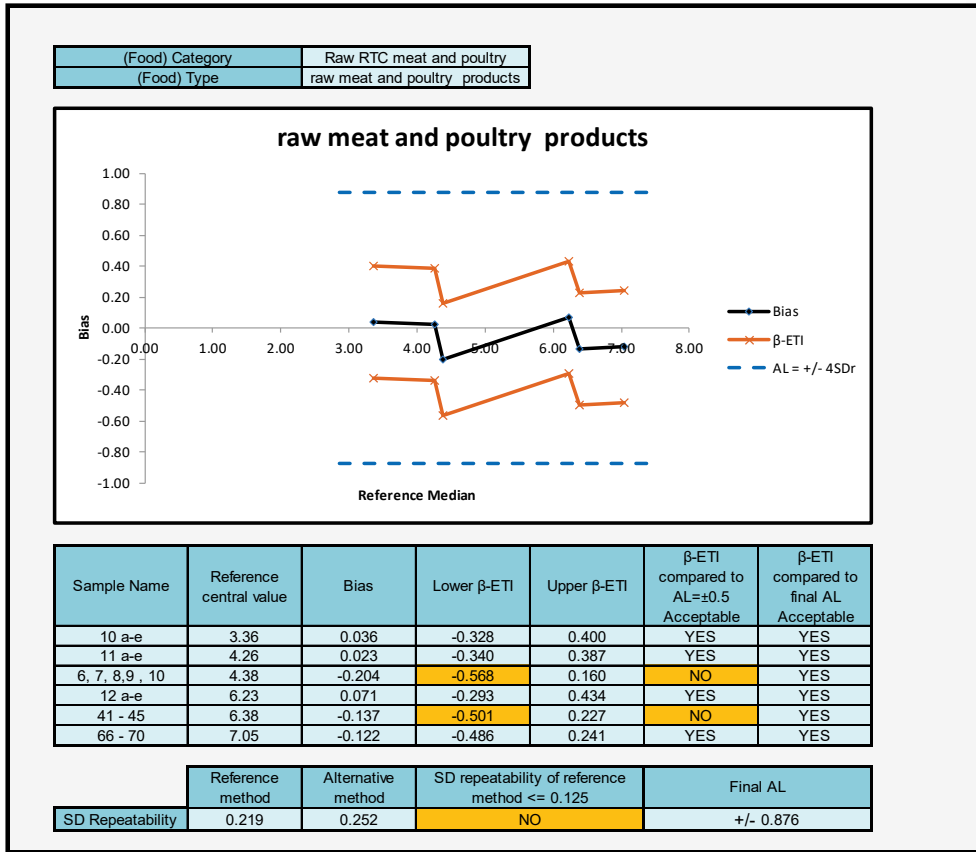 (Food) Category Raw RTC meat and poultry
(Food) Type raw meat and poultry products
raw meat and poultry products
1.00
0.80
0.60
0.40
0.20
0.00
-0.20
-0.40
-0.60
-0.80
-1.00
Bias
0.00 1.00 2.00 3.00 4.00 5.00 6.00 7.00 8.00
Reference Median
Bias
β-ETI
AL = +/- 4SDr
Sample Name Reference central value Bias Lower β-ETI Upper β-ETI β-ETI compared to AL=±0.5 Acceptable β-ETI compared to final AL Acceptable
10 a-e 3.36 0.036 -0.328 0.400 YES YES
11 a-e 4.26 0.023 -0.340 0.387 YES YES
6, 7, 8,9 , 10 4.38 -0.204 -0.568 0.160 NO YES
12 a-e 6.23 0.071 -0.293 0.434 YES YES
41 - 45 6.38 -0.137 -0.501 0.227 NO YES
66 - 70 7.05 -0.122 -0.486 0.241 YES YES
Reference method Alternative method SD repeatability of reference method <= 0.125 Final AL
SD Repeatability 0.219 0.252 NO +/- 0.876